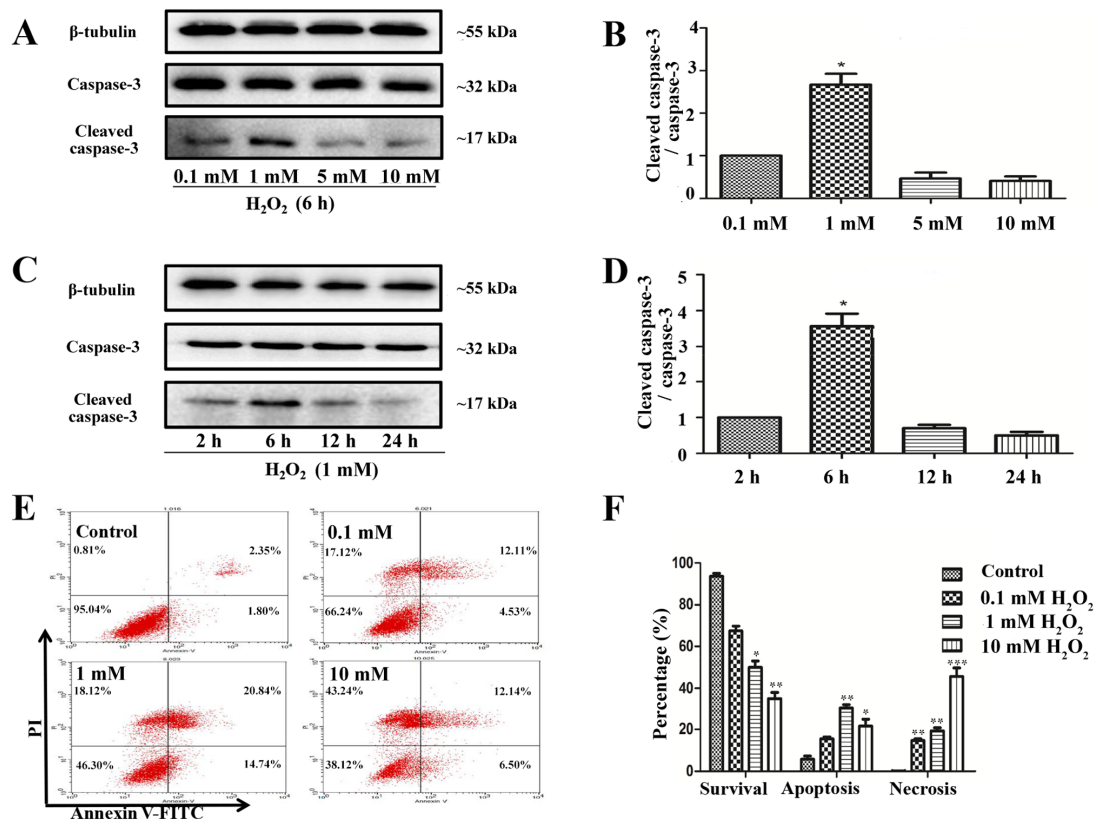 A
β-tubulin
~55 kDa
Caspase-3
~32 kDa
Cleaved
caspase-3
~17 kDa
0.1 mM 1 mM 5 mM 10 mM
H₂O₂ (6 h)
B
Cleaved caspase-3
/ caspase-3
4
3
2
1
0
*
0.1 mM 1 mM 5 mM 10 mM
C
β-tubulin
~55 kDa
Caspase-3
~32 kDa
Cleaved
caspase-3
~17 kDa
2 h 6 h 12 h 24 h
H₂O₂ (1 mM)
D
Cleaved caspase-3
/ caspase-3
5
4
3
2
1
0
*
2 h 6 h 12 h 24 h
E
Control
0.81% 2.35%
95.04% 1.80%
Annexin-V
0.1 mM
17.12% 12.11%
66.24% 4.53%
Annexin-V
1 mM
18.12% 20.84%
46.30% 14.74%
Annexin-V
10 mM
43.24% 12.14%
38.12% 6.50%
Annexin V
PI
Annexin V-FITC
F
Percentage (%)
100
80
60
40
20
0
Control
0.1 mM H₂O₂
1 mM H₂O₂
10 mM H₂O₂
* ** ** * ** ** ***
Survival Apoptosis Necrosis